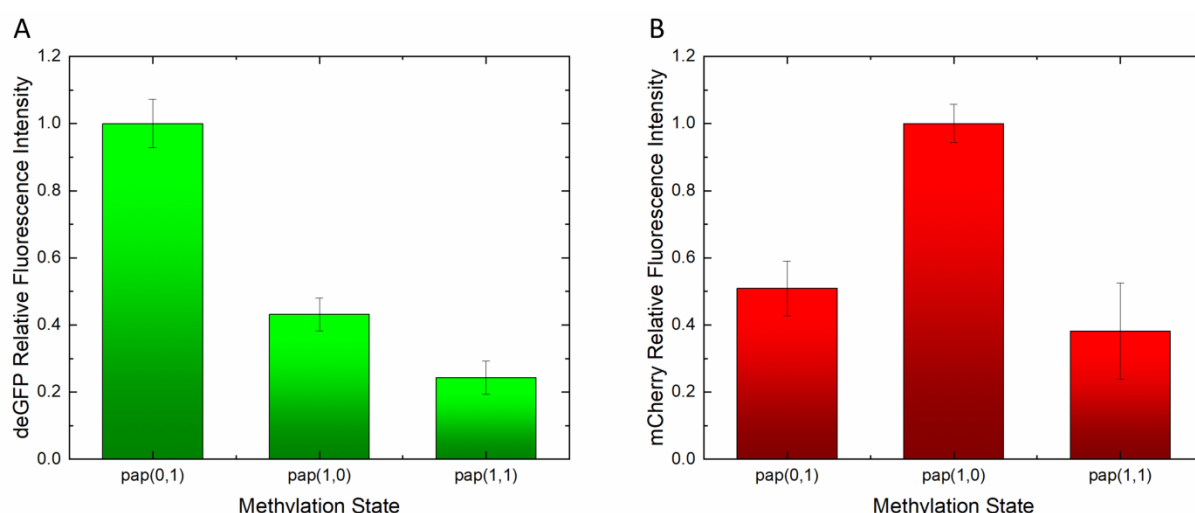 A
deGFP Relative Fluorescence Intensity
1.2
1.0
0.8
0.6
0.4
0.2
0.0
pap(0,1) pap(1,0) pap(1,1)
Methylation State
B
mCherry Relative Fluorescence Intensity
1.2
1.0
0.8
0.6
0.4
0.2
0.0
pap(0,1) pap(1,0) pap(1,1)
Methylation State